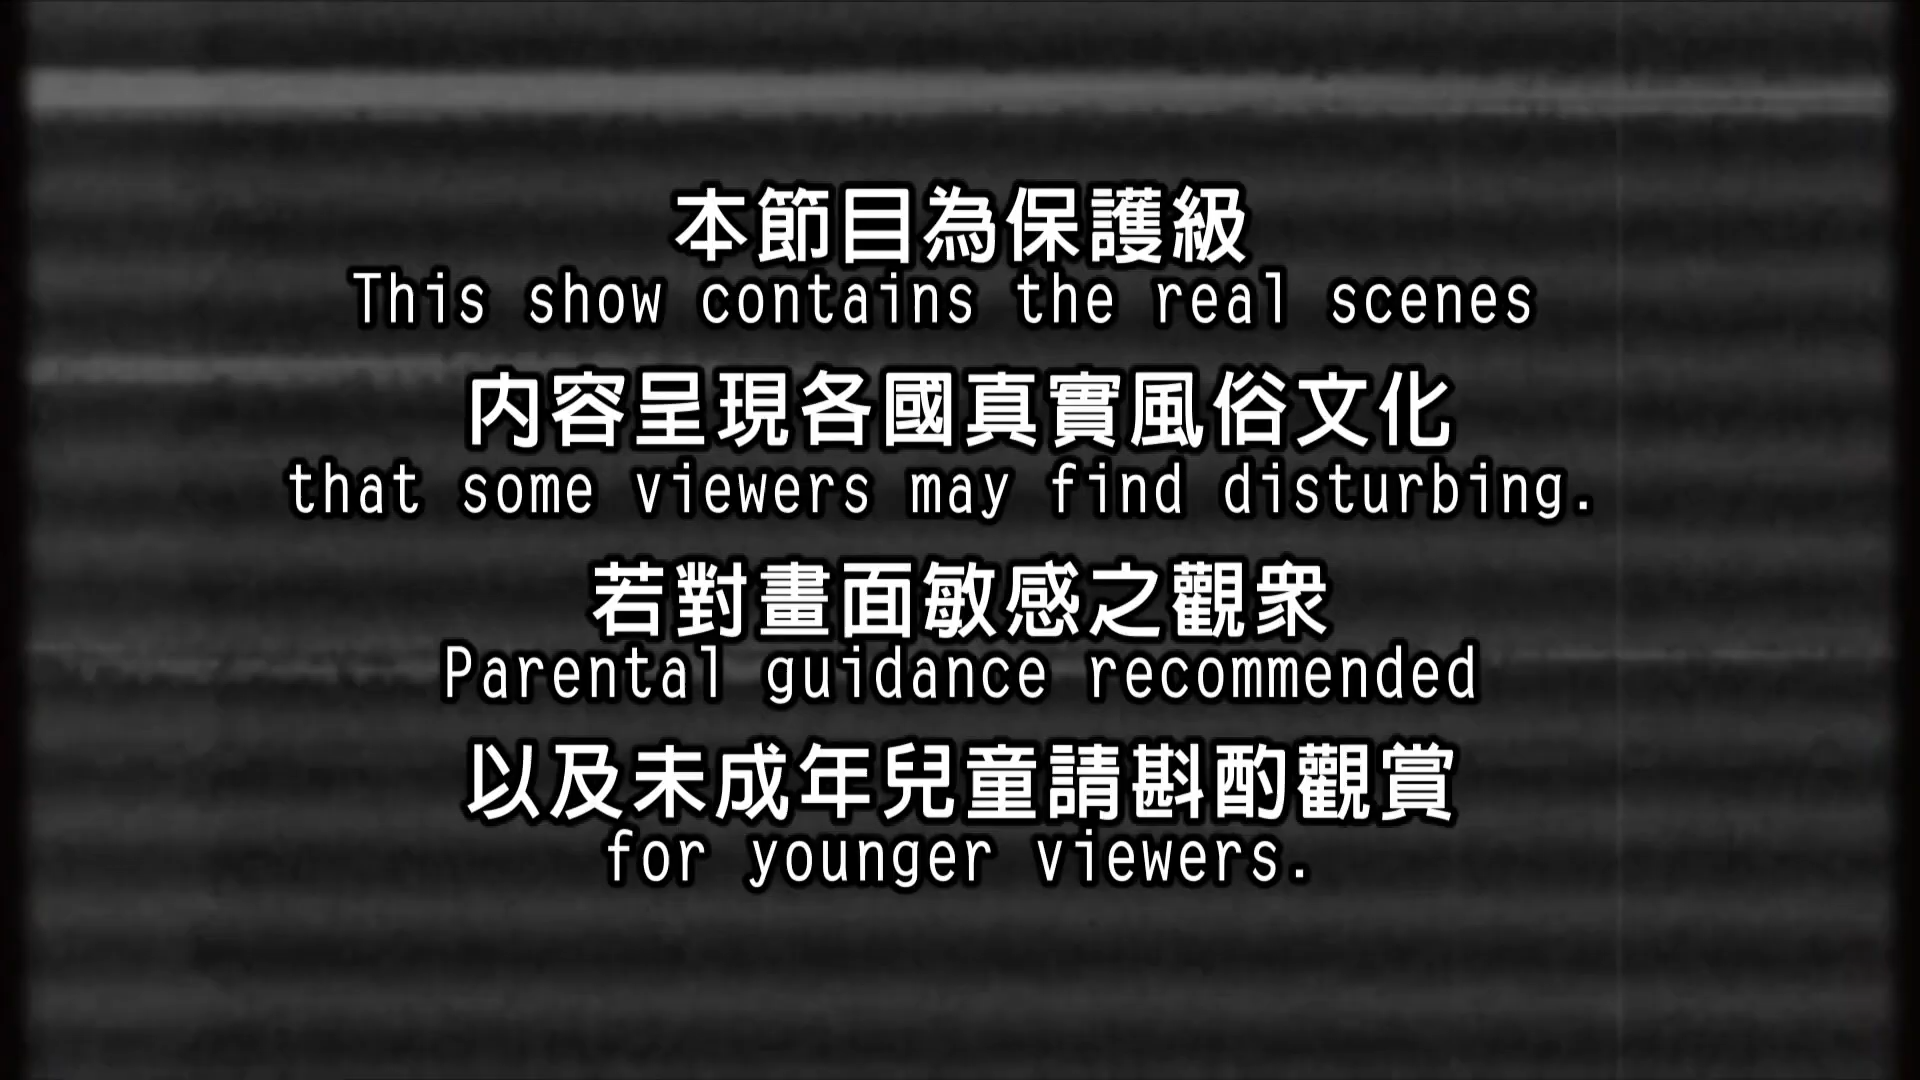 本節目為保護級
This show contains the real scenes
內容呈現各國真實風俗文化
that some viewers may find disturbing.
若對畫面敏感之觀眾
Parental guidance recommended
以及未成年兒童請斟酌觀賞
for younger viewers.